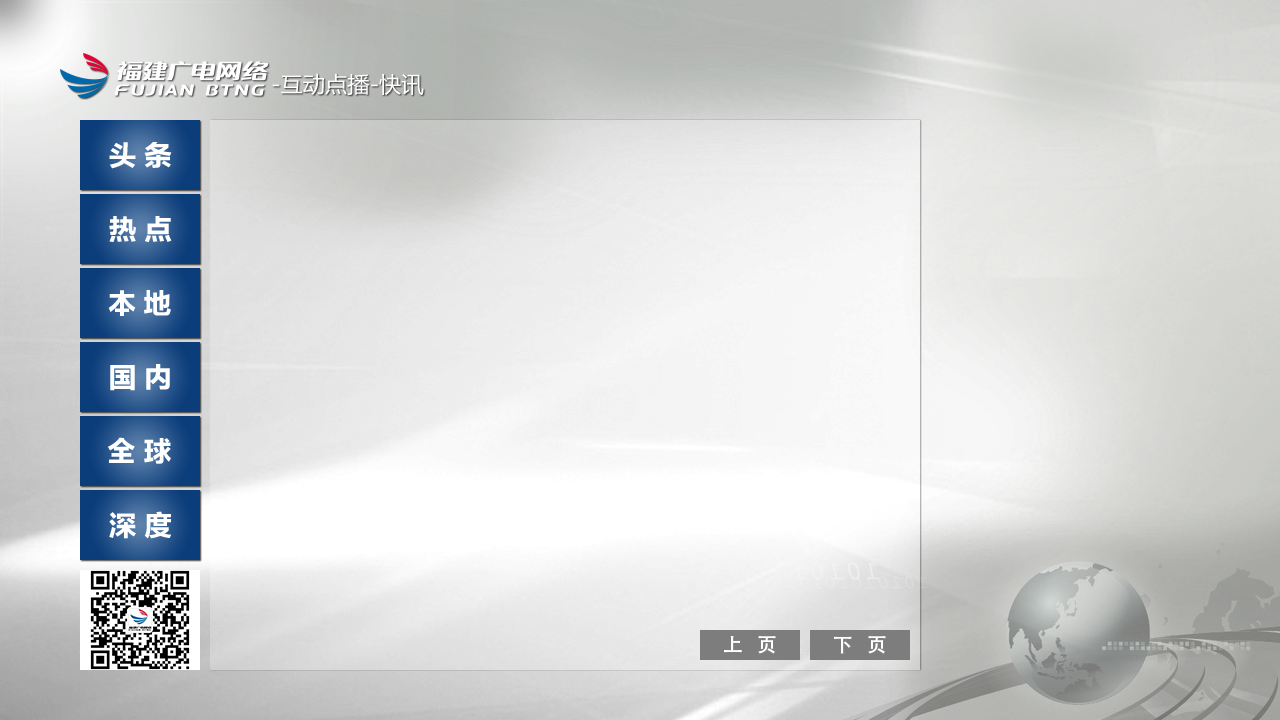 福建广电网络
FUJIAN BTNG -互动点播-快讯
头条
热点
本地
国内
全球
深度
上 页 下 页